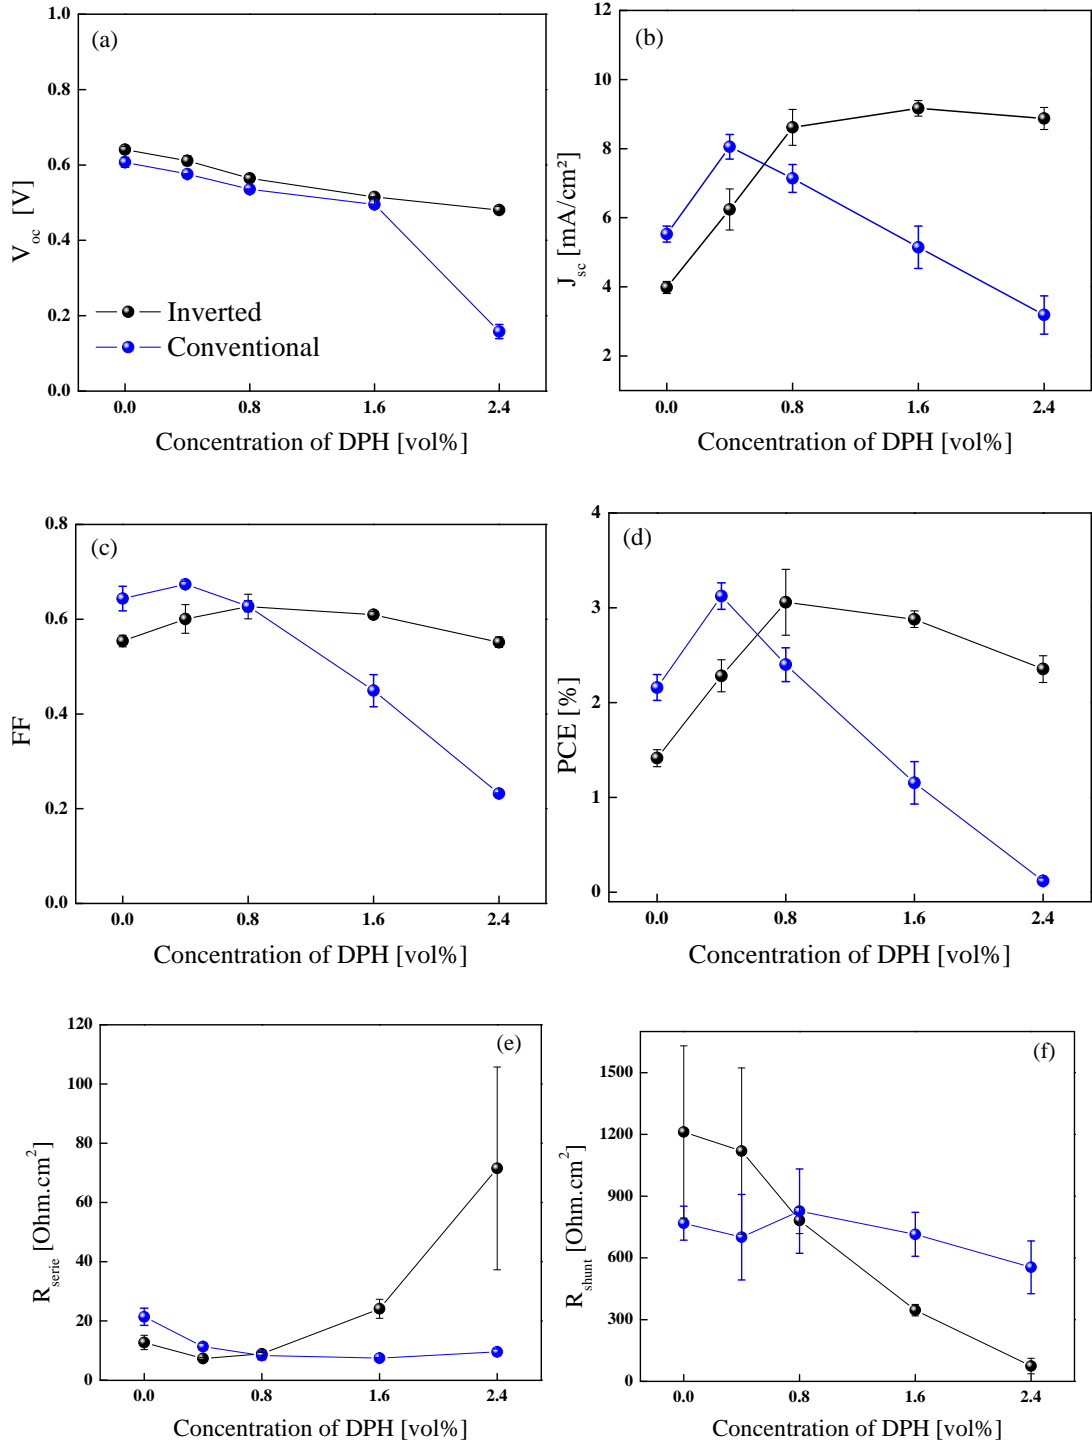 (a)
1.0
0.8
0.6
0.4
0.2
0.0
V_oc [V]
Inverted
Conventional
0.0 0.8 1.6 2.4
Concentration of DPH [vol%]
(b)
12
10
8
6
4
2
J_sc [mA/cm²]
0.0 0.8 1.6 2.4
Concentration of DPH [vol%]
(c)
0.8
0.6
0.4
0.2
0.0
FF
0.0 0.8 1.6 2.4
Concentration of DPH [vol%]
(d)
4
3
2
1
0
PCE [%]
0.0 0.8 1.6 2.4
Concentration of DPH [vol%]
(e)
120
100
80
60
40
20
0
R_serie [Ohm.cm²]
0.0 0.8 1.6 2.4
Concentration of DPH [vol%]
(f)
1500
1200
900
600
300
0
R_shunt [Ohm.cm²]
0.0 0.8 1.6 2.4
Concentration of DPH [vol%]